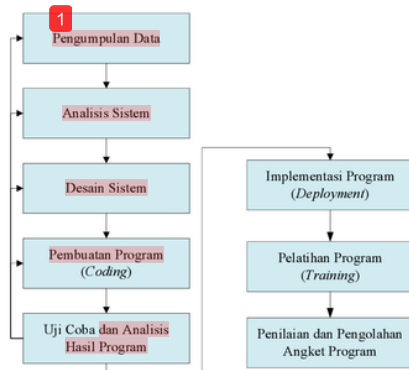 1
Pengumpulan Data
Analisis Sistem
Desain Sistem
Pembuatan Program
(Coding)
Uji Coba dan Analisis
Hasil Program
Implementasi Program
(Deployment)
Pelatihan Program
(Training)
Penilaian dan Pengolahan
Angket Program